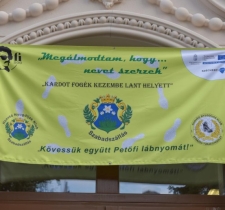 Megálmodtam, hogy...
nevet szerzek"
„KARDOT FOGÉK KEZEMBE LANT HELYETT"
Szabadszállás
„Kövessük együtt Petőfi lábnyomát!"